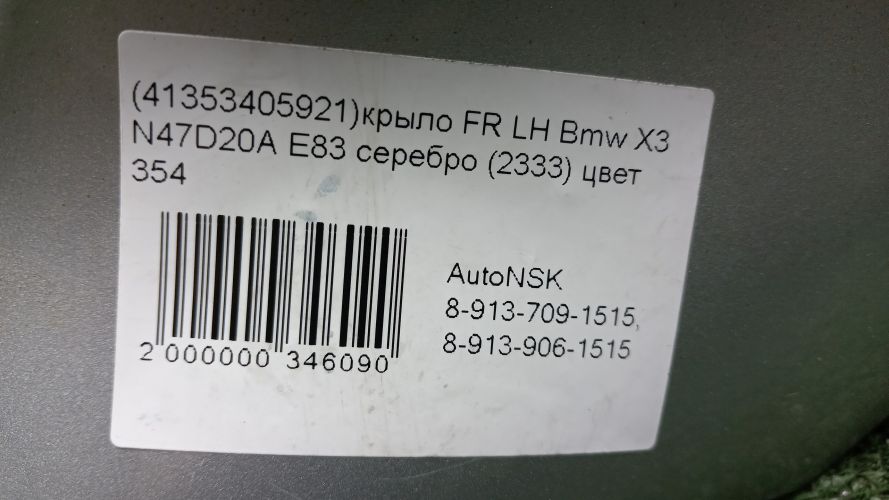 (41353405921)крыло FR LH Bmw X3
N47D20A E83 серебро (2333) цвет
354
AutoNSK
8-913-709-1515,
8-913-906-1515
2 000000 346090